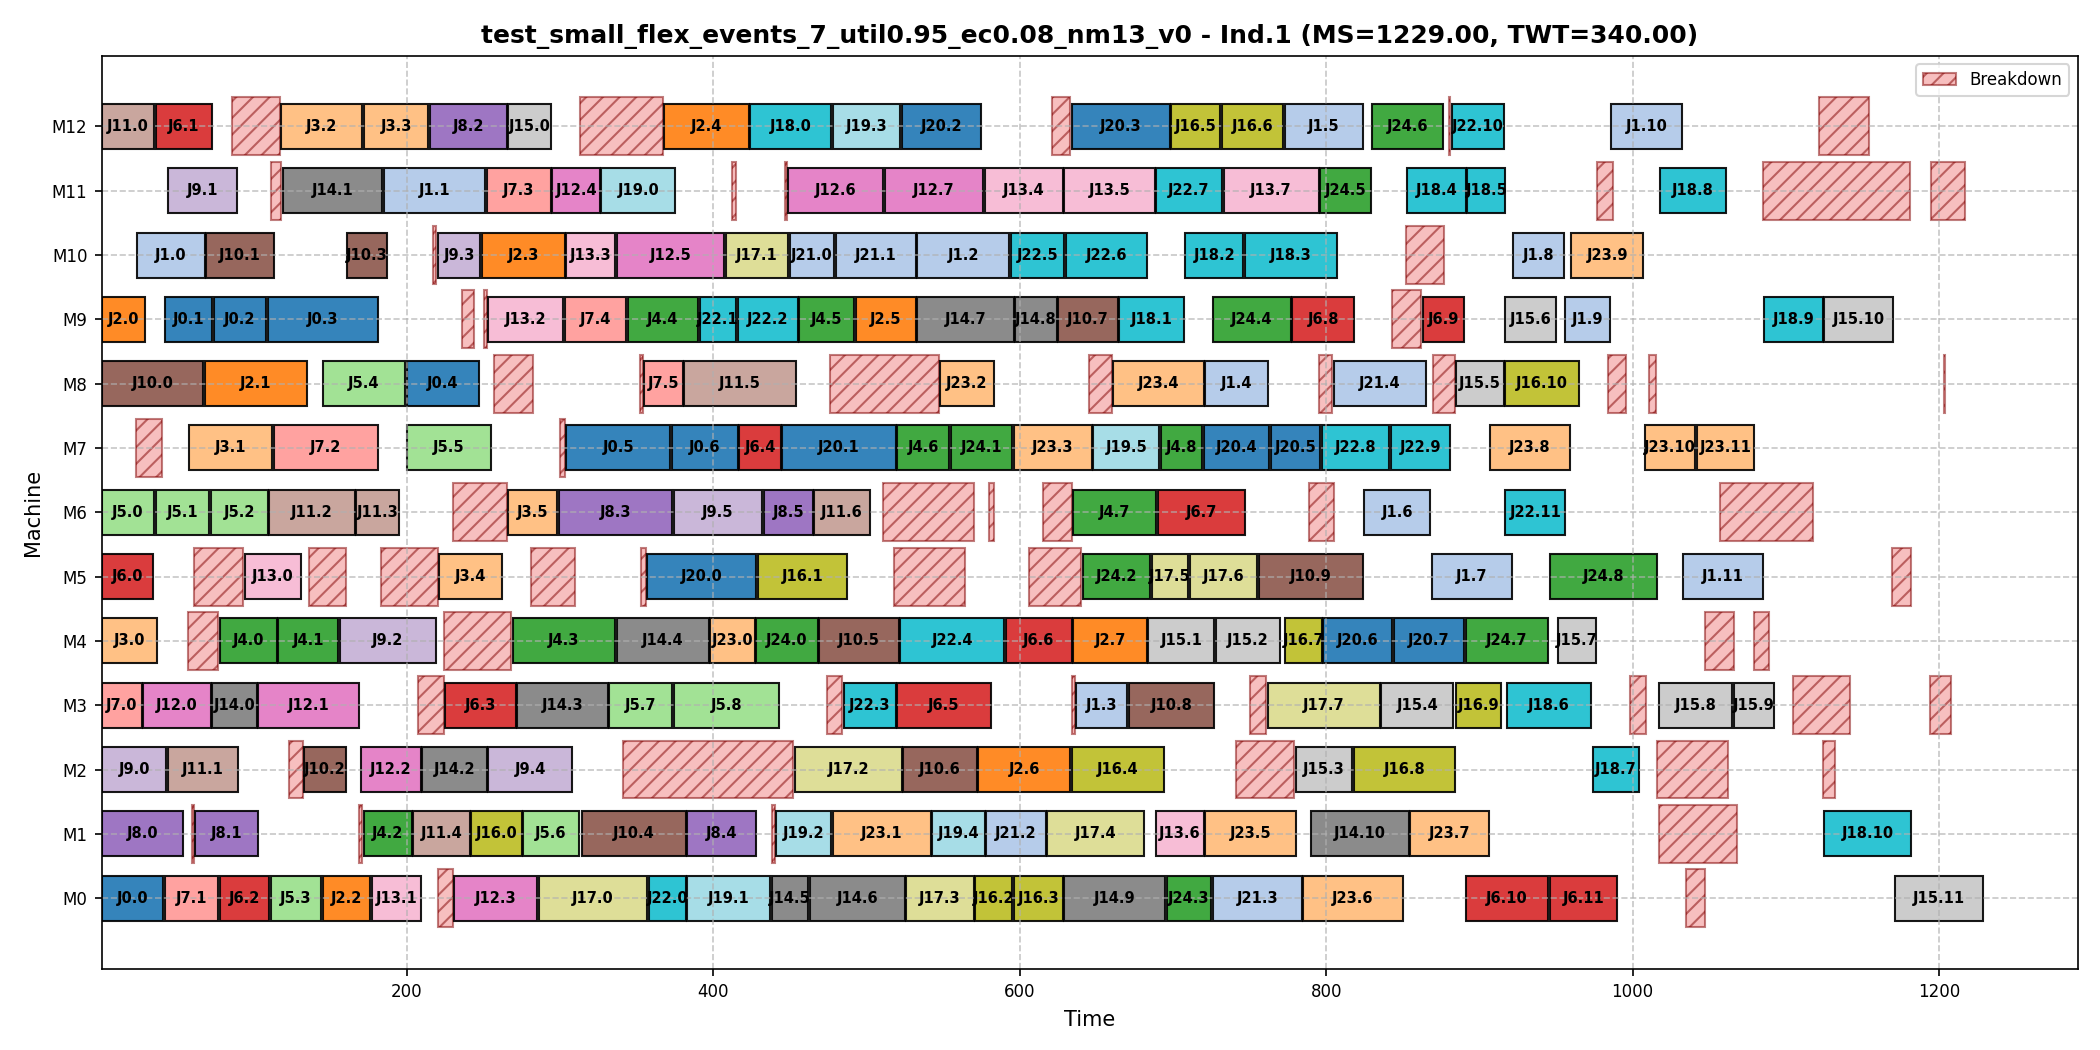 test_small_flex_events_7_util0.95_ec0.08_nm13_v0 - Ind.1 (MS=1229.00, TWT=340.00)
Breakdown
M12 J11.0 J6.1 J3.2 J3.3 J8.2 J15.0 J2.4 J18.0 J19.3 J20.2 J20.3 J16.5 J16.6 J1.5 J24.6 J22.10 J1.10
M11 J9.1 J14.1 J1.1 J7.3 J12.4 J19.0 J12.6 J12.7 J13.4 J13.5 J22.7 J13.7 J24.5 J18.4 J18.5 J18.8
M10 J1.0 J10.1 J10.3 J9.3 J2.3 J13.3 J12.5 J17.1 J21.0 J21.1 J1.2 J22.5 J22.6 J18.2 J18.3 J1.8 J23.9
M9 J2.0 J0.1 J0.2 J0.3 J13.2 J7.4 J4.4 J22.1 J22.2 J4.5 J2.5 J14.7 J14.8 J10.7 J18.1 J24.4 J6.8 J6.9 J15.6 J1.9 J18.9 J15.10
M8 J10.0 J2.1 J5.4 J0.4 J7.5 J11.5 J23.2 J23.4 J1.4 J21.4 J15.5 J16.10
M7 J3.1 J7.2 J5.5 J0.5 J0.6 J6.4 J20.1 J4.6 J24.1 J23.3 J19.5 J4.8 J20.4 J20.5 J22.8 J22.9 J23.8 J23.10 J23.11
M6 J5.0 J5.1 J5.2 J11.2 J11.3 J3.5 J8.3 J9.5 J8.5 J11.6 J4.7 J6.7 J1.6 J22.11
M5 J6.0 J13.0 J3.4 J20.0 J16.1 J24.2 J17.5 J17.6 J10.9 J1.7 J24.8 J1.11
M4 J3.0 J4.0 J4.1 J9.2 J4.3 J14.4 J23.0 J24.0 J10.5 J22.4 J6.6 J2.7 J15.1 J15.2 J16.7 J20.6 J20.7 J24.7 J15.7
M3 J7.0 J12.0 J14.0 J12.1 J6.3 J14.3 J5.7 J5.8 J22.3 J6.5 J1.3 J10.8 J17.7 J15.4 J16.9 J18.6 J15.8 J15.9
M2 J9.0 J11.1 J10.2 J12.2 J14.2 J9.4 J17.2 J10.6 J2.6 J16.4 J15.3 J16.8 J18.7
M1 J8.0 J8.1 J4.2 J11.4 J16.0 J5.6 J10.4 J8.4 J19.2 J23.1 J19.4 J21.2 J17.4 J13.6 J23.5 J14.10 J23.7 J18.10
M0 J0.0 J7.1 J6.2 J5.3 J2.2 J13.1 J12.3 J17.0 J22.0 J19.1 J14.5 J14.6 J17.3 J16.2 J16.3 J14.9 J24.3 J21.3 J23.6 J6.10 J6.11 J15.11
200 400 600 800 1000 1200
Time
Machine